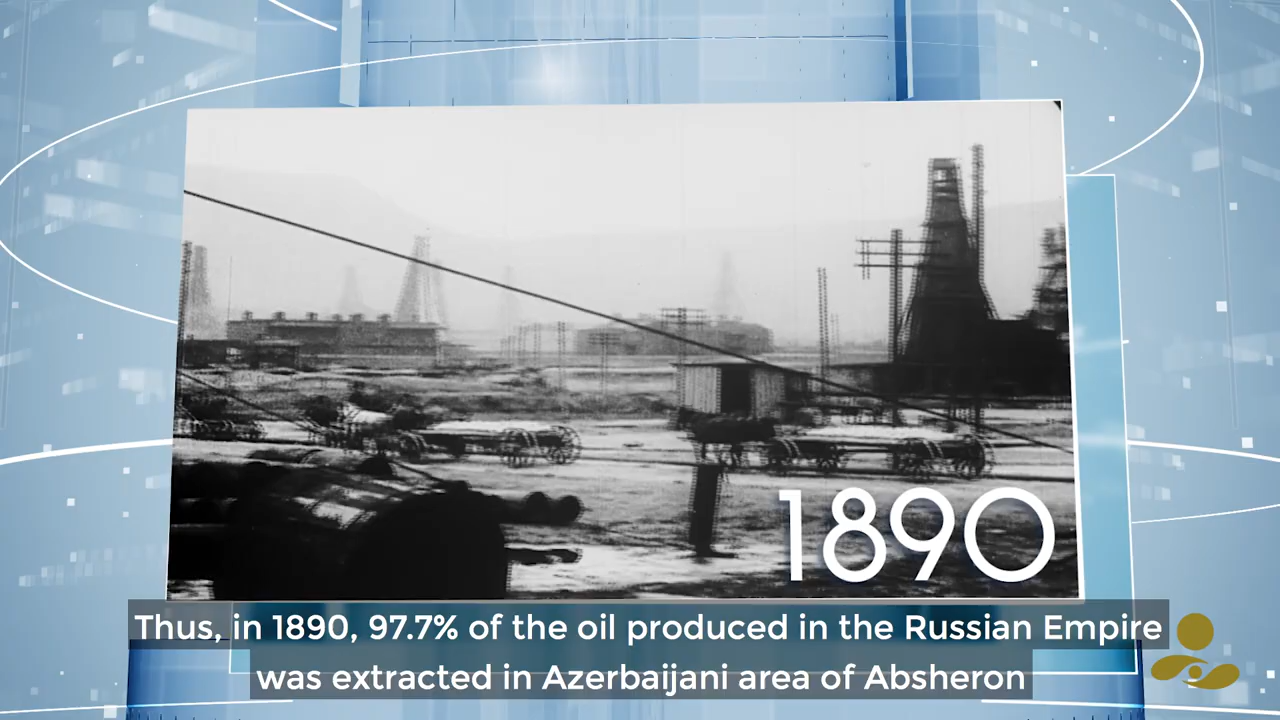 1890
Thus, in 1890, 97.7% of the oil produced in the Russian Empire
was extracted in Azerbaijani area of Absheron